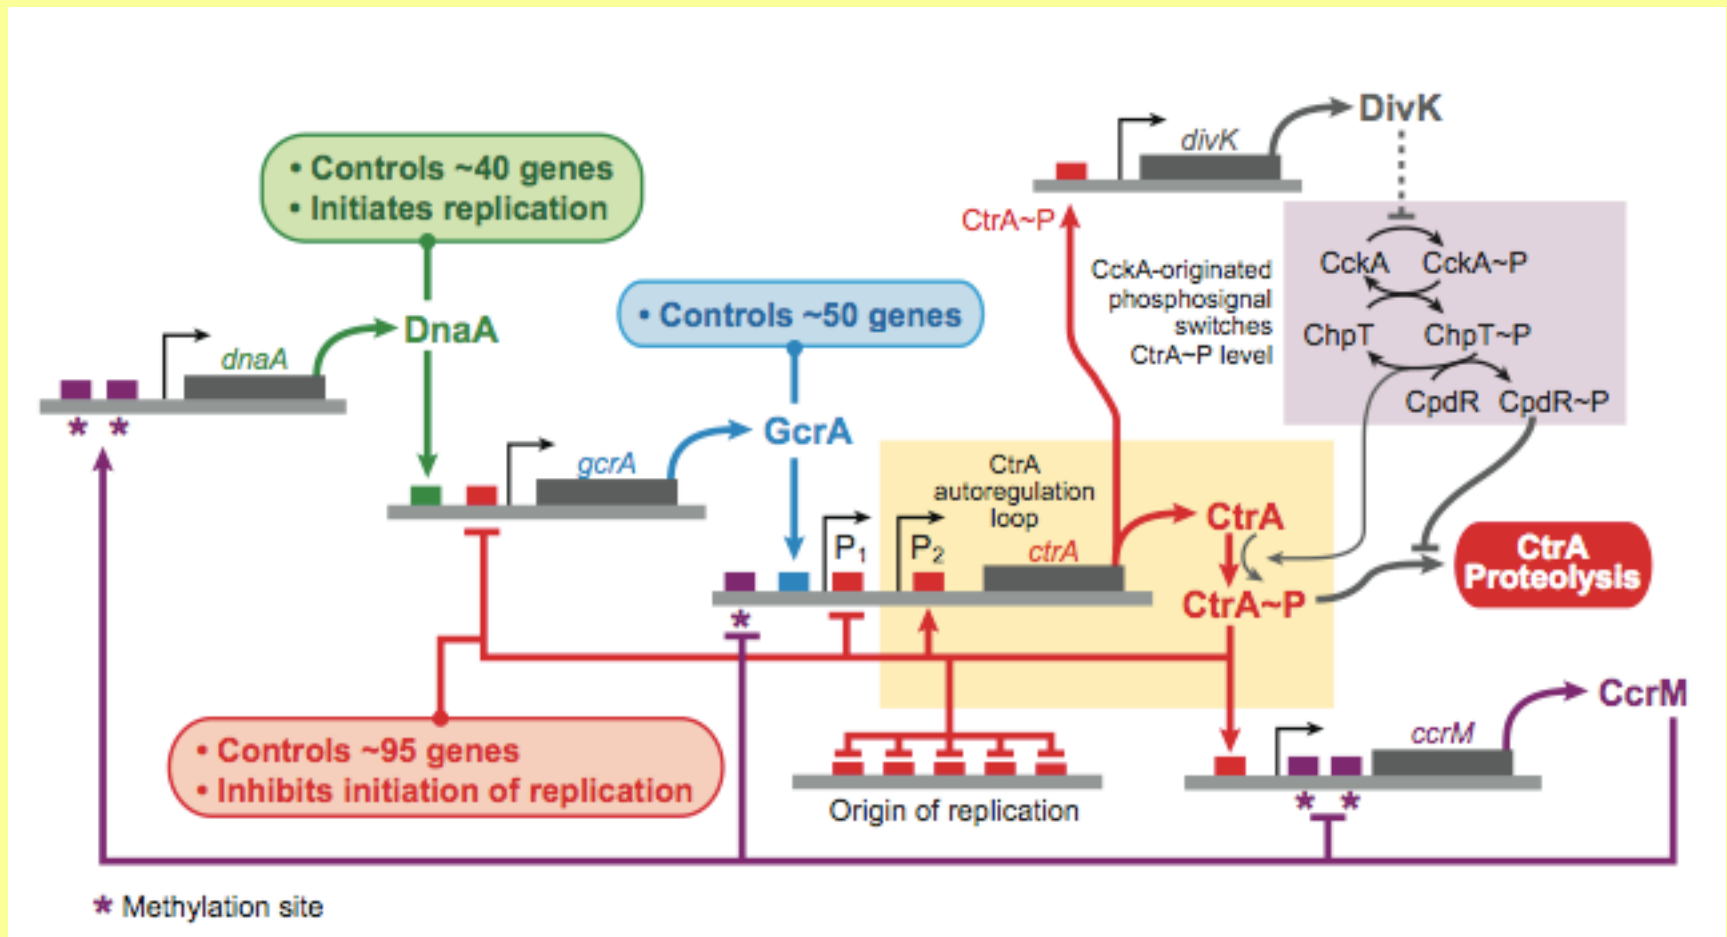 • Controls ~40 genes
• Initiates replication
DnaA
dnaA
* *
• Controls ~50 genes
GcrA
gcrA
DivK
divK
CtrA~P
CckA-originated
phosphosignal
switches
CtrA~P level
CckA CckA~P
ChpT ChpT~P
CpdR CpdR~P
CtrA
autoregulation
loop
P1
P2
ctrA
*
CtrA
CtrA~P
CtrA
Proteolysis
• Controls ~95 genes
• Inhibits initiation of replication
Origin of replication
CcrM
ccrM
* *
* Methylation site